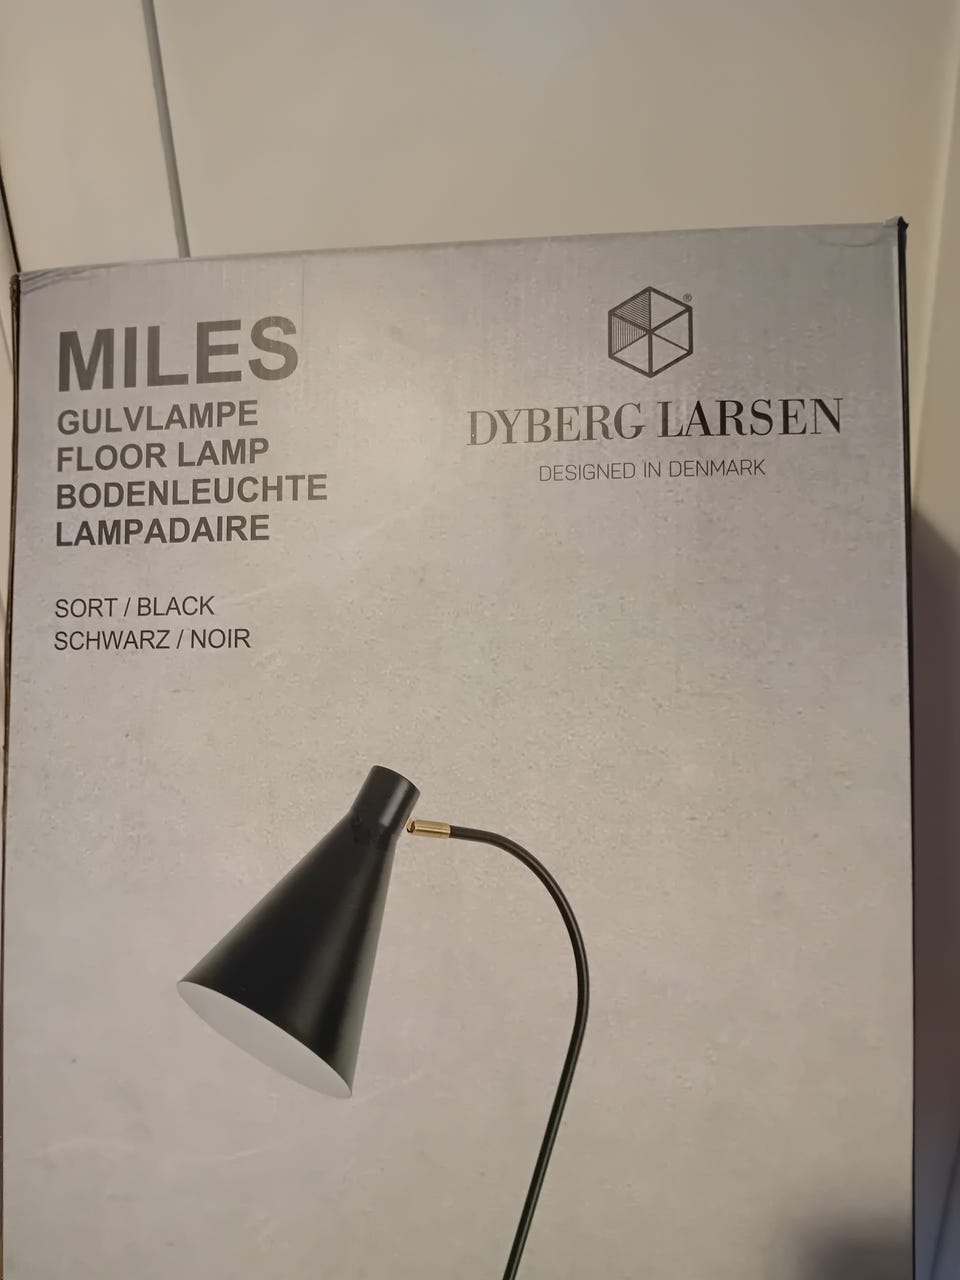 MILES
GULVLAMPE
FLOOR LAMP
BODENLEUCHTE
LAMPADAIRE
SORT / BLACK
SCHWARZ / NOIR
®
DYBERG LARSEN
DESIGNED IN DENMARK